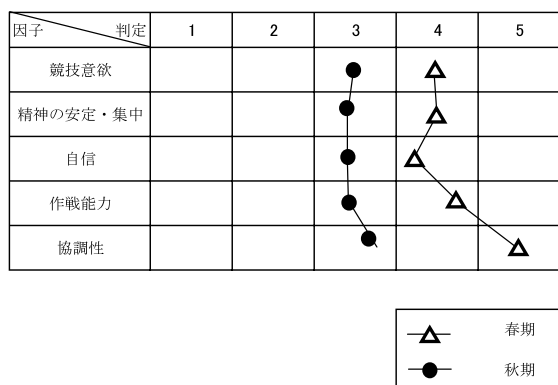 因子 判定 1 2 3 4 5
競技意欲
精神の安定・集中
自信
作戦能力
協調性
春期
秋期